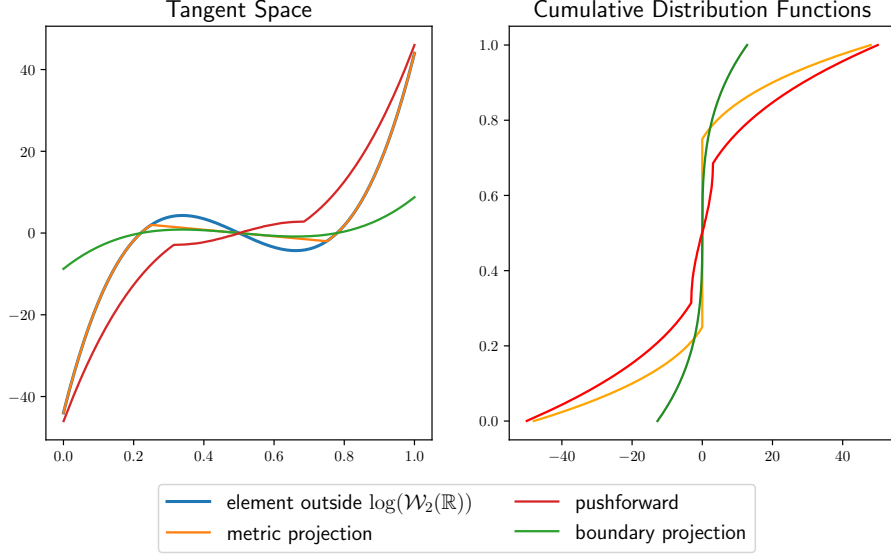 Tangent Space
Cumulative Distribution Functions
40
20
0
−20
−40
0.0 0.2 0.4 0.6 0.8 1.0
1.0
0.8
0.6
0.4
0.2
0.0
−40 −20 0 20 40
element outside log(𝒲₂(ℝ))
metric projection
pushforward
boundary projection